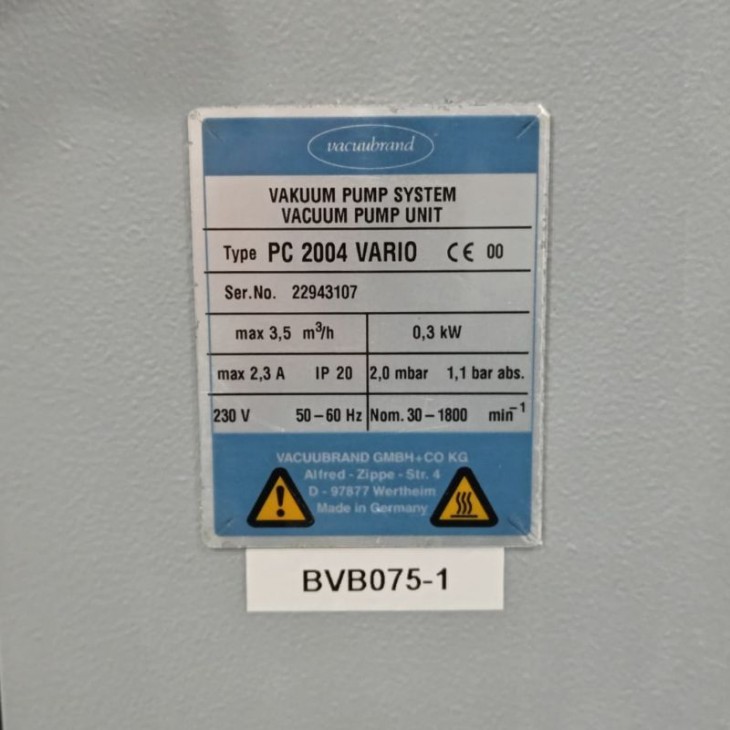 vacuubrand
VAKUUM PUMP SYSTEM
VACUUM PUMP UNIT
Type PC 2004 VARIO CE 00
Ser.No. 22943107
max 3,5 m³/h 0,3 kW
max 2,3 A IP 20 2,0 mbar 1,1 bar abs.
230 V 50–60 Hz Nom. 30–1800 min⁻¹
VACUUBRAND GMBH+CO KG
Alfred - Zippe - Str. 4
D - 97877 Wertheim
Made in Germany
BVB075-1